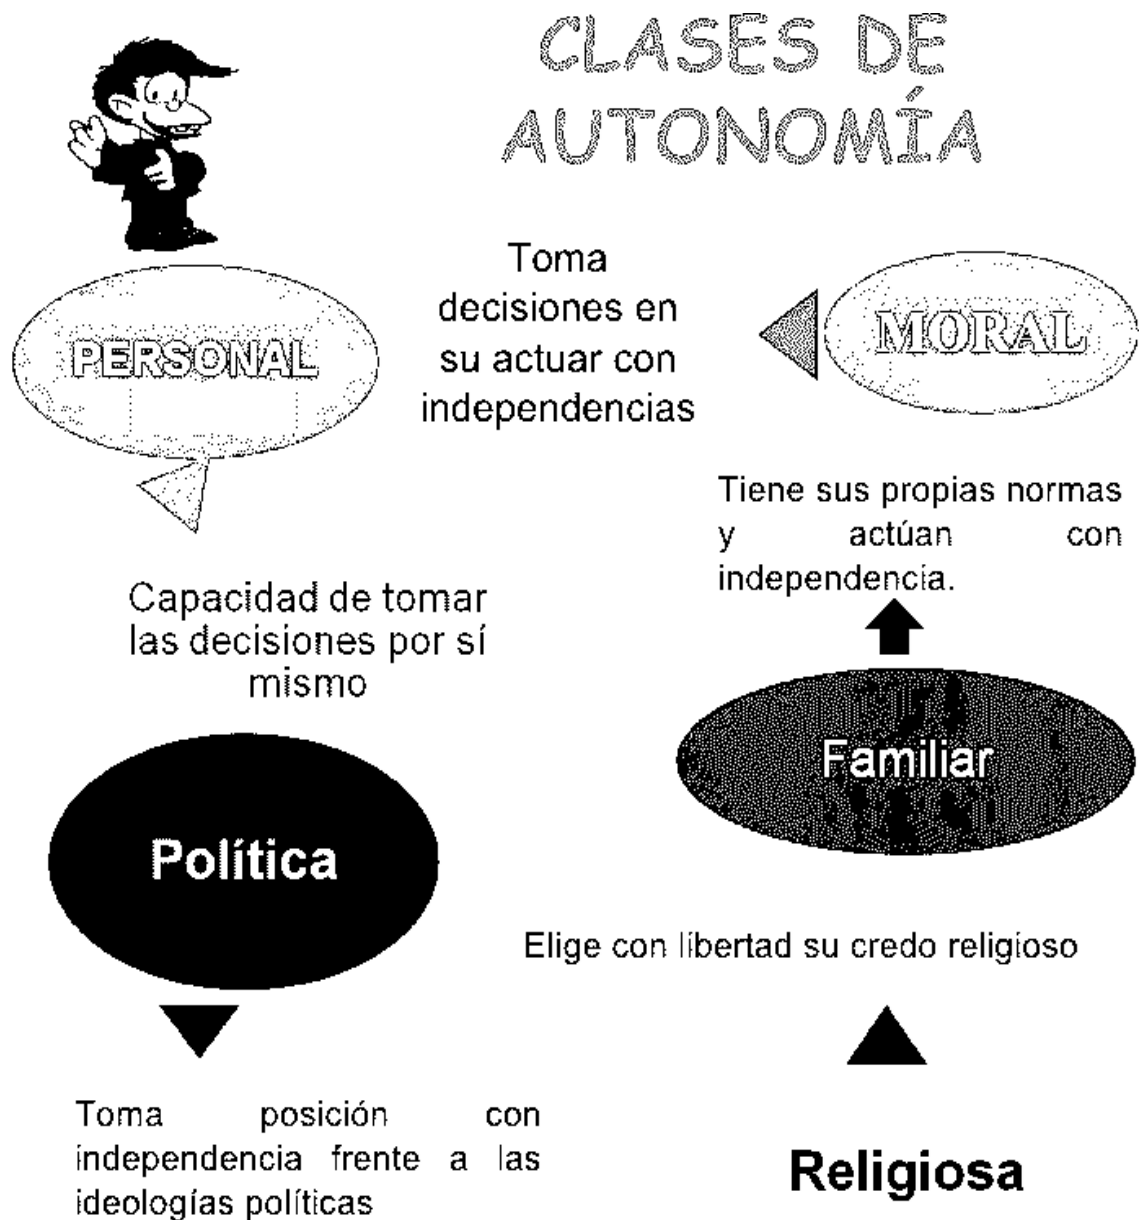 CLASES DE
AUTONOMÍA
PERSONAL
Toma
decisiones en
su actuar con
independencias
MORAL
Tiene sus propias normas
y actúan con
independencia.
Capacidad de tomar
las decisiones por sí
mismo
Familiar
Política
Elige con libertad su credo religioso
Toma posición con
independencia frente a las
ideologías políticas
Religiosa